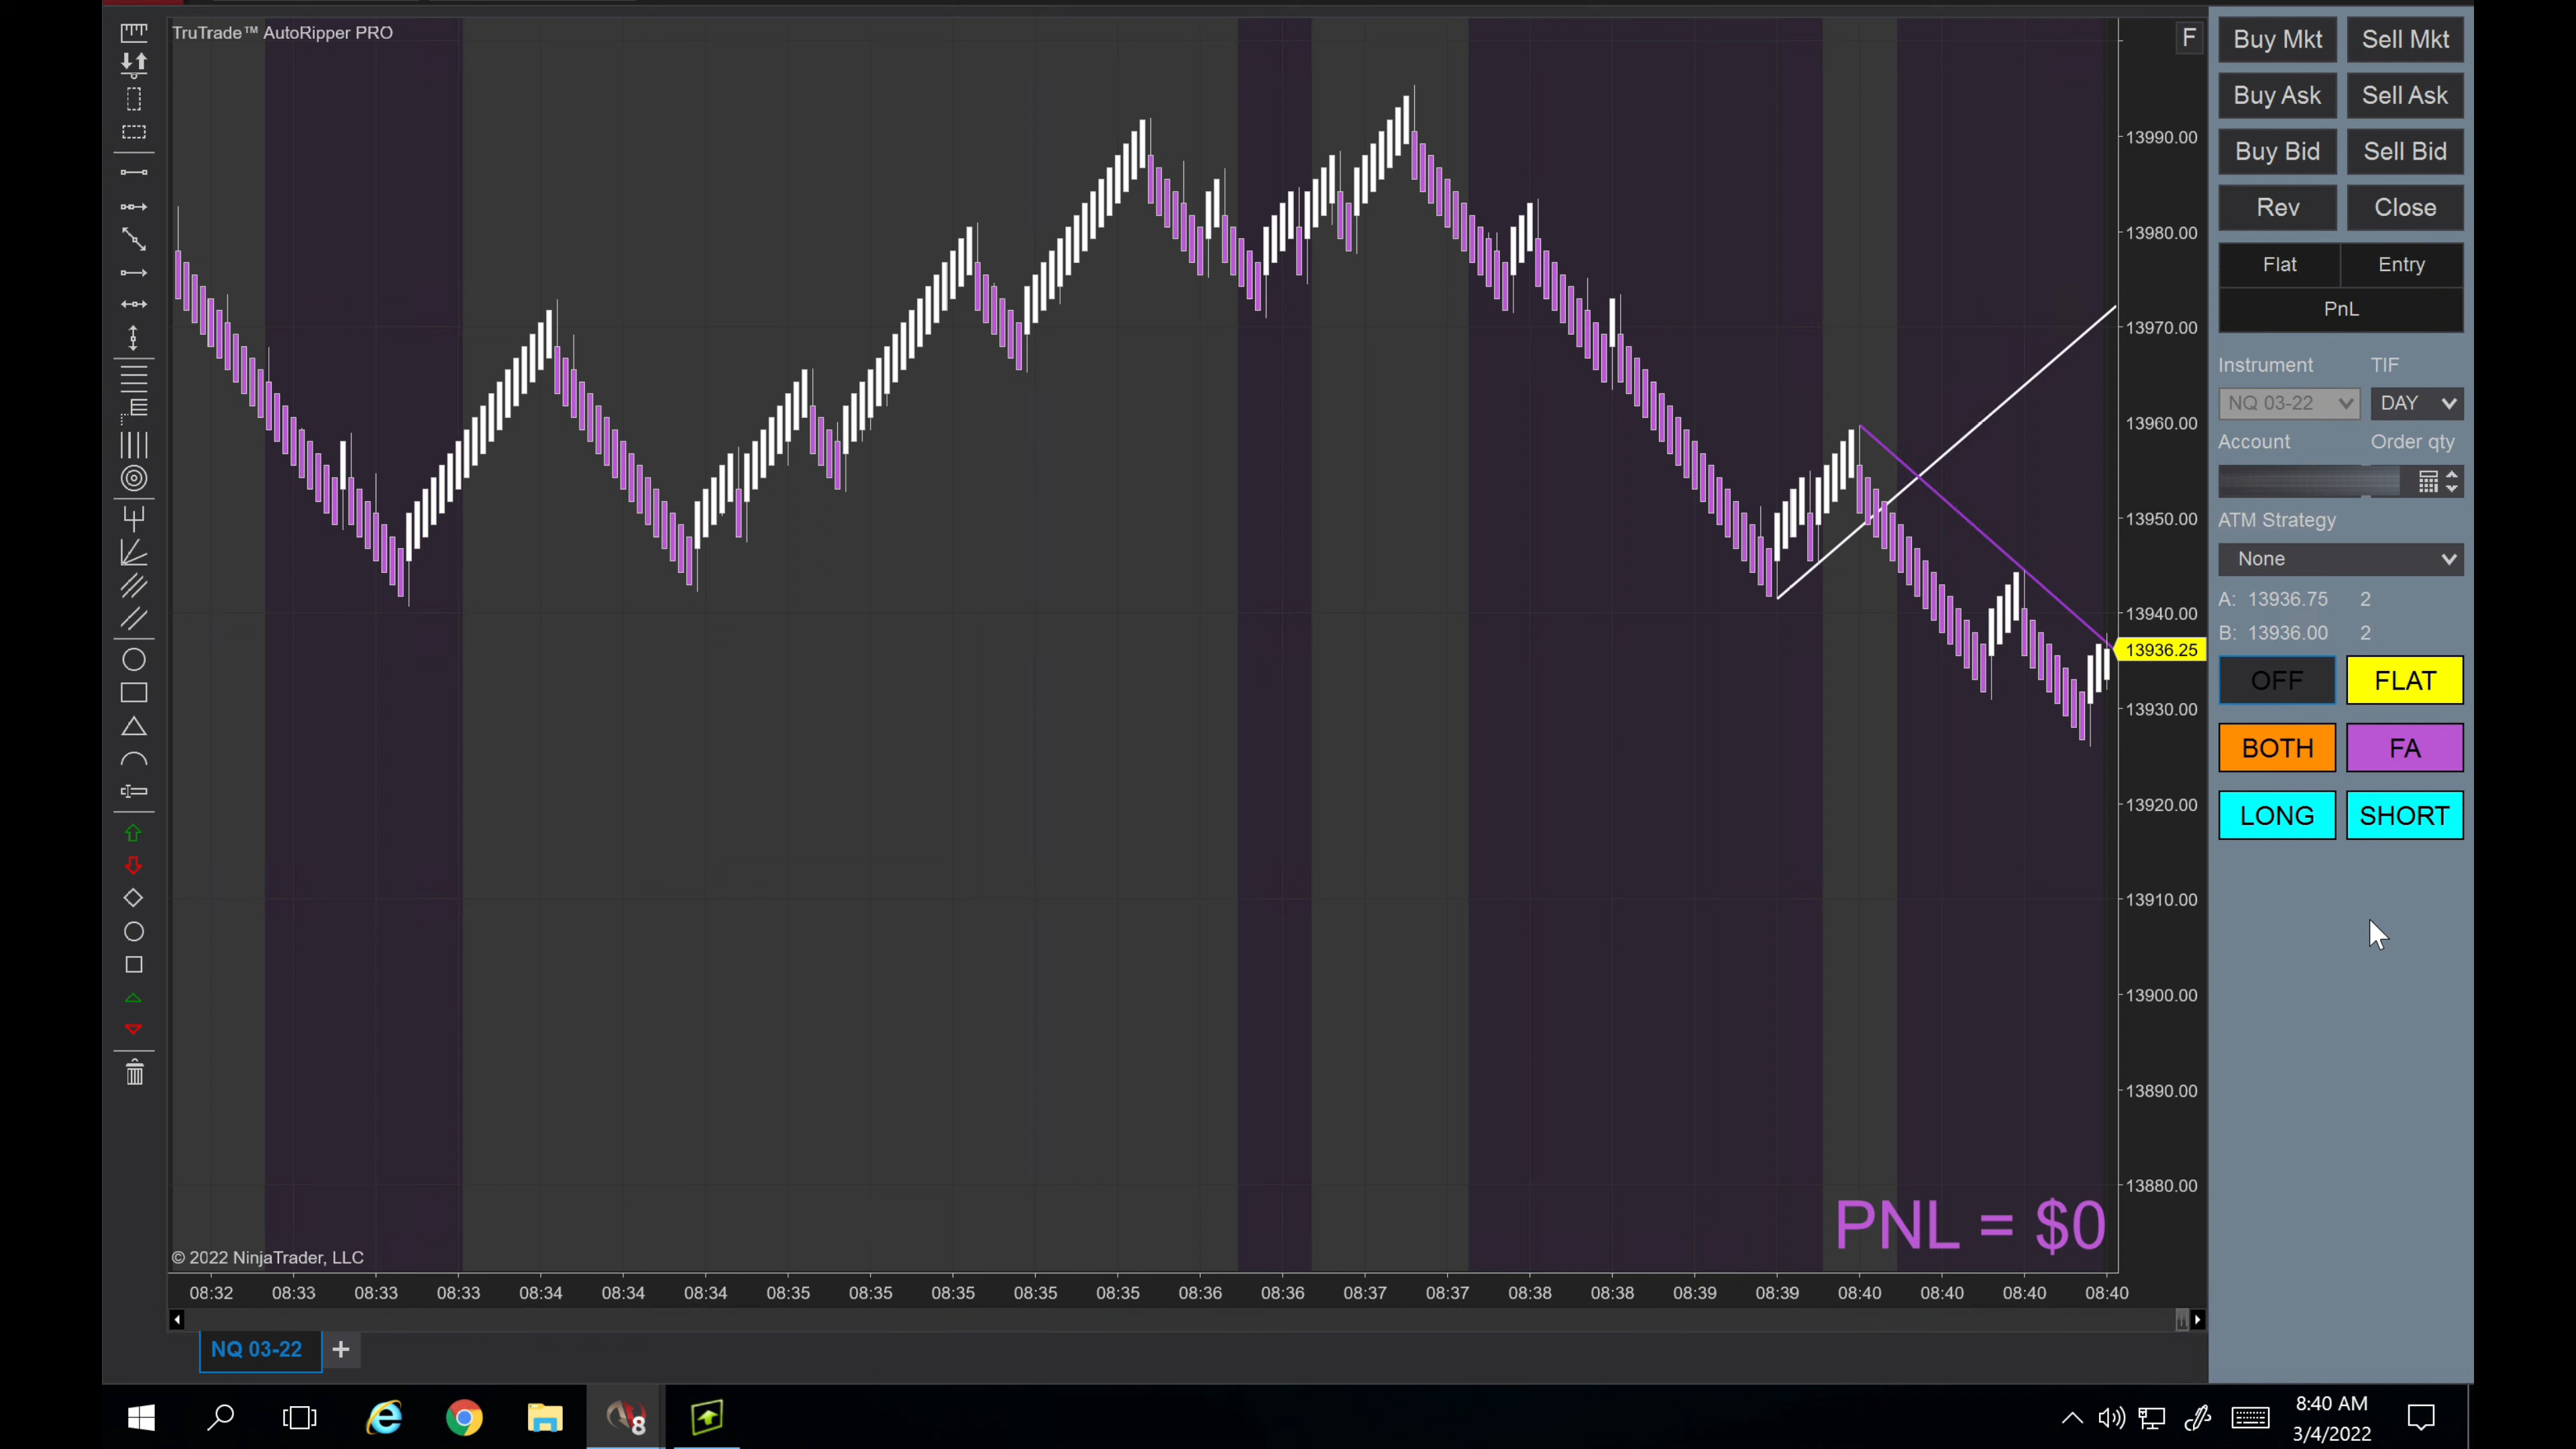 TruTrade™ AutoRipper PRO
F
Buy Mkt Sell Mkt
Buy Ask Sell Ask
Buy Bid Sell Bid
Rev Close
Flat Entry
PnL
Instrument TIF
NQ 03-22 DAY
Account Order qty
ATM Strategy
None
A: 13936.75 2
B: 13936.00 2
OFF FLAT
BOTH FA
LONG SHORT
13990.00
13980.00
13970.00
13960.00
13950.00
13940.00
13936.25
13930.00
13920.00
13910.00
13900.00
13890.00
13880.00
PNL = $0
© 2022 NinjaTrader, LLC
08:32 08:33 08:33 08:33 08:34 08:34 08:34 08:35 08:35 08:35 08:35 08:35 08:36 08:36 08:37 08:37 08:38 08:38 08:39 08:39 08:40 08:40 08:40 08:40
NQ 03-22 +
8
8:40 AM
3/4/2022